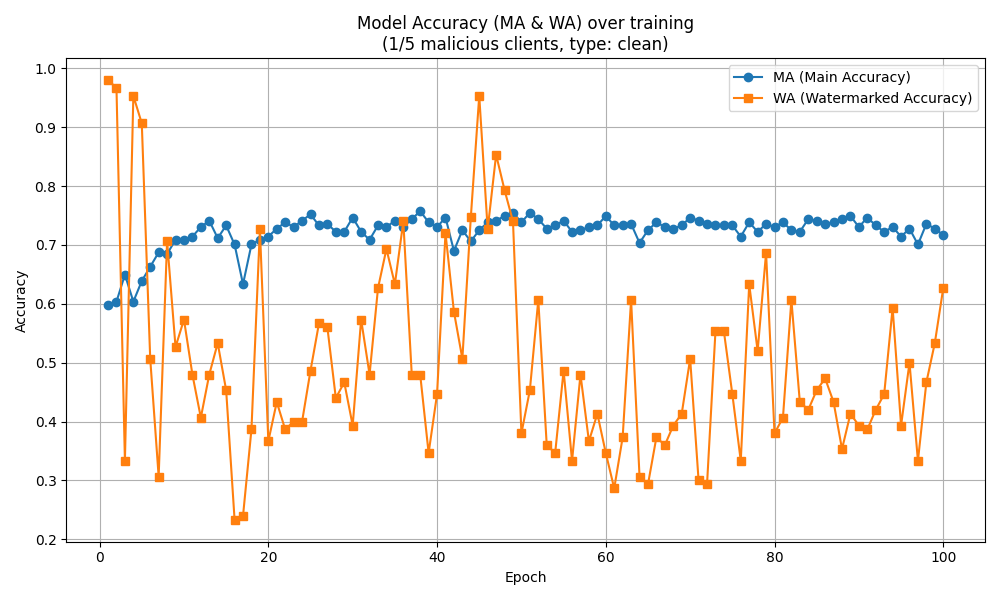 Model Accuracy (MA & WA) over training
(1/5 malicious clients, type: clean)
MA (Main Accuracy)
WA (Watermarked Accuracy)
Accuracy
1.0
0.9
0.8
0.7
0.6
0.5
0.4
0.3
0.2
0
20
40
60
80
100
Epoch